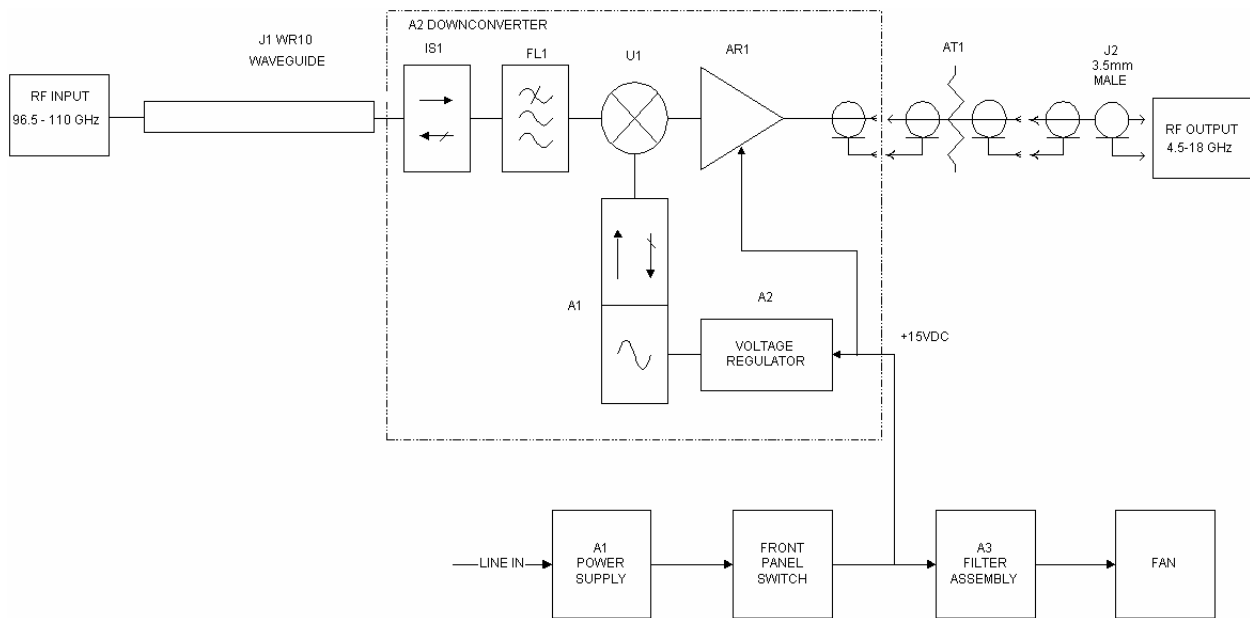 A2 DOWNCONVERTER
J1 WR10
WAVEGUIDE
IS1
FL1
U1
AR1
AT1
J2
3.5mm
MALE
RF INPUT
96.5 - 110 GHz
RF OUTPUT
4.5-18 GHz
A1
A2
VOLTAGE
REGULATOR
+15VDC
LINE IN
A1
POWER
SUPPLY
FRONT
PANEL
SWITCH
A3
FILTER
ASSEMBLY
FAN